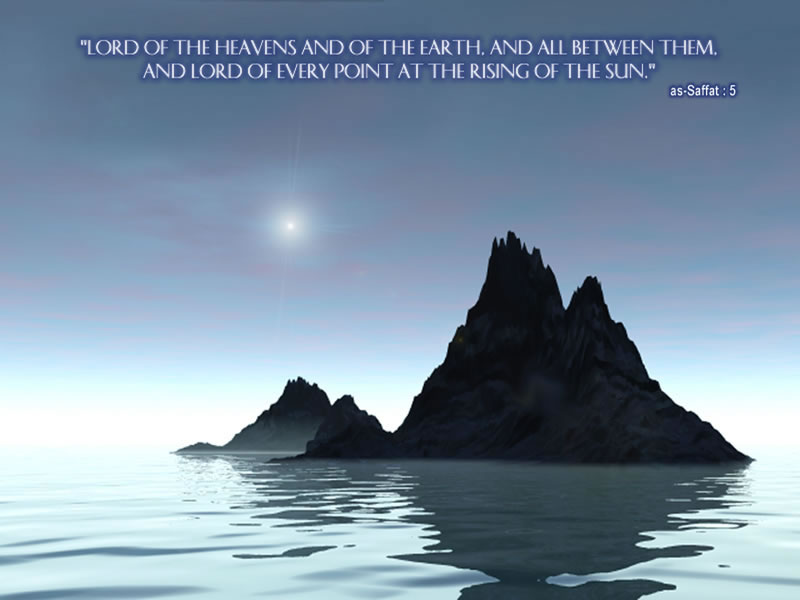 "LORD OF THE HEAVENS AND OF THE EARTH, AND ALL BETWEEN THEM,
AND LORD OF EVERY POINT AT THE RISING OF THE SUN."
as-Saffat : 5